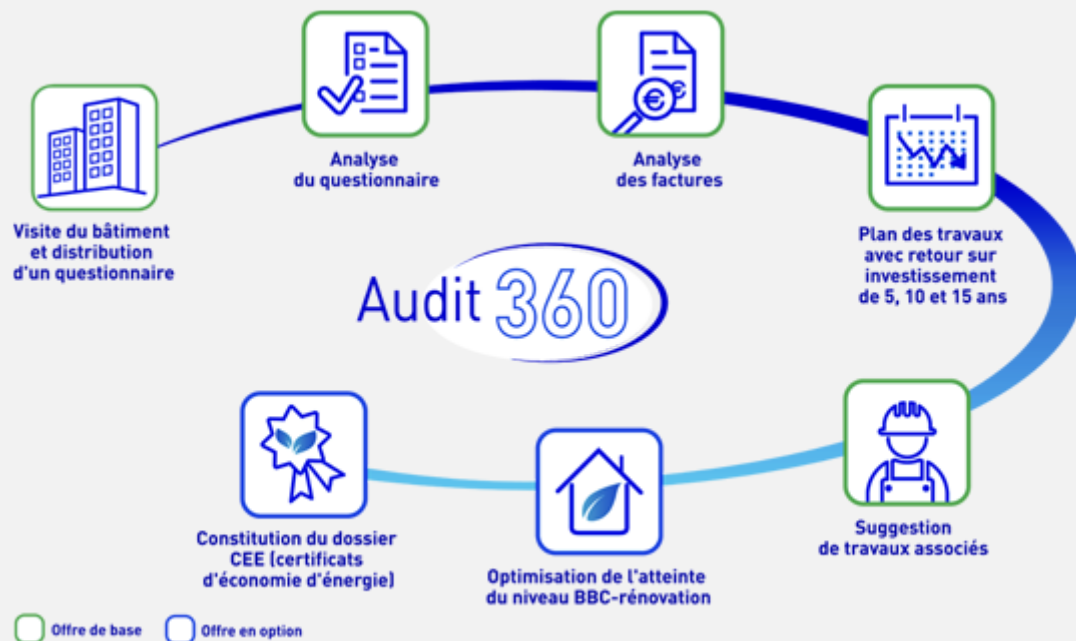 Visite du bâtiment
et distribution
d'un questionnaire
Analyse
du questionnaire
Analyse
des factures
Plan des travaux
avec retour sur
investissement
de 5, 10 et 15 ans
Audit 360
Suggestion
de travaux associés
Optimisation de l'atteinte
du niveau BBC-rénovation
Constitution du dossier
CEE (certificats
d'économie d'énergie)
Offre de base
Offre en option